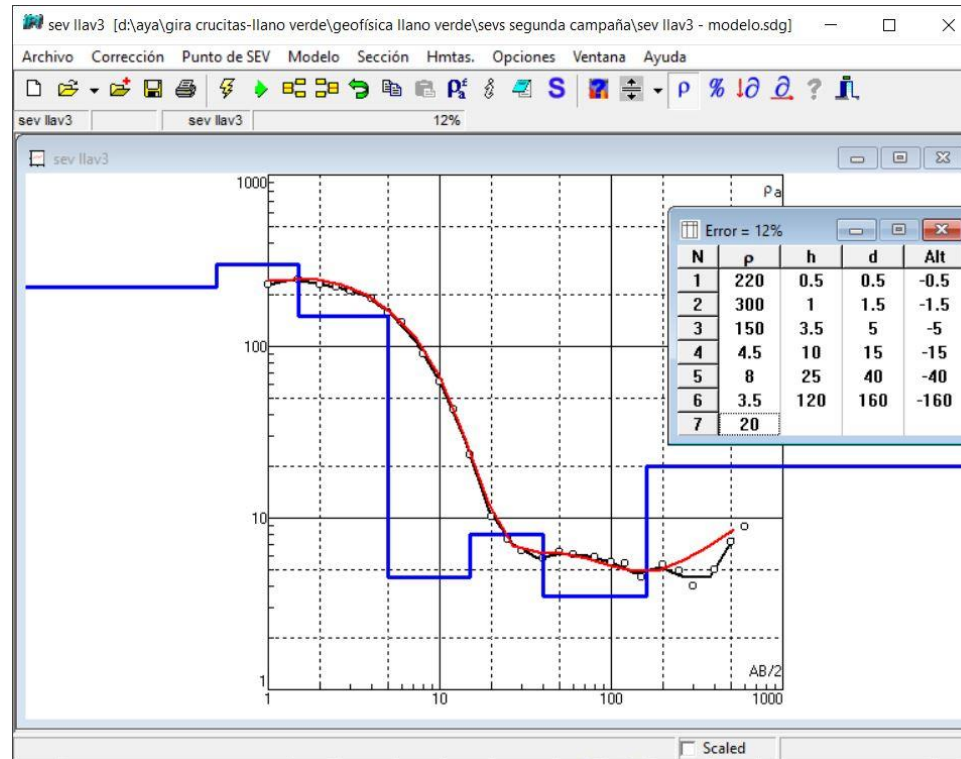 sev llav3 [d:\aya\gira crucitas-llano verde\geofísica llano verde\sevs segunda campaña\sev llav3 - modelo.sdg]
Archivo Corrección Punto de SEV Modelo Sección Hmtas. Opciones Ventana Ayuda
S ρ % ?
sev llav3 sev llav3 12%
sev llav3
1000
ρa
Error = 12%
N ρ h d Alt
1 220 0.5 0.5 -0.5
2 300 1 1.5 -1.5
3 150 3.5 5 -5
4 4.5 10 15 -15
5 8 25 40 -40
6 3.5 120 160 -160
7 20
100
10
AB/2
1
1 10 100 1000
Scaled